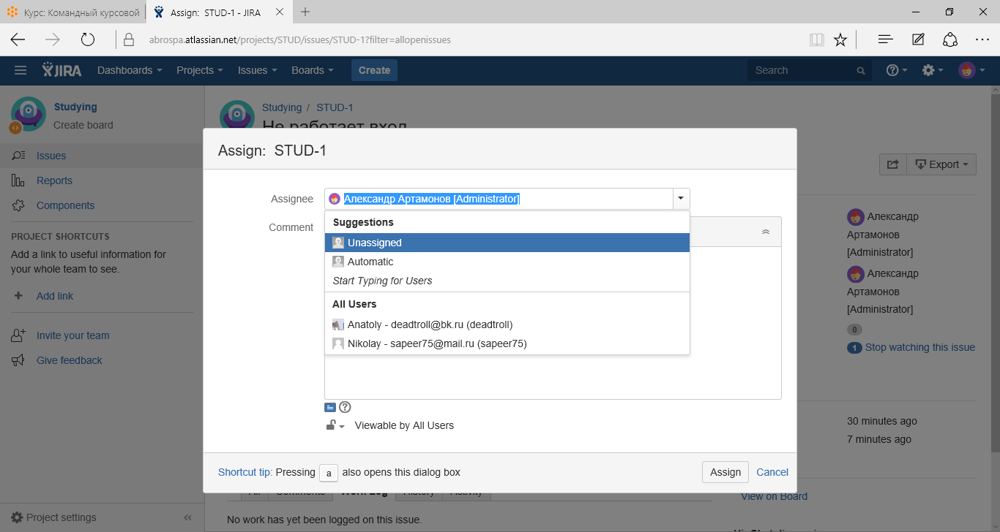 Курс: Командный курсовой
Assign: STUD-1 - JIRA
abrospa.atlassian.net/projects/STUD/issues/STUD-1?filter=allopenissues
JIRA Dashboards Projects Issues Boards Create Search
Studying
Create board
Issues
Reports
Components
PROJECT SHORTCUTS
Add a link to useful information for
your whole team to see.
Add link
Invite your team
Give feedback
Project settings
Studying / STUD-1
Не работает вход
Export
Assign: STUD-1
Assignee
Александр Артамонов [Administrator]
Suggestions
Unassigned
Automatic
Start Typing for Users
All Users
Anatoly - deadtroll@bk.ru (deadtroll)
Nikolay - sapeer75@mail.ru (sapeer75)
Comment
Viewable by All Users
Shortcut tip: Pressing a also opens this dialog box
Assign Cancel
Александр
Артамонов
[Administrator]
Александр
Артамонов
[Administrator]
0
1 Stop watching this issue
30 minutes ago
7 minutes ago
View on Board
All Comments Work Log History Activity
No work has yet been logged on this issue.